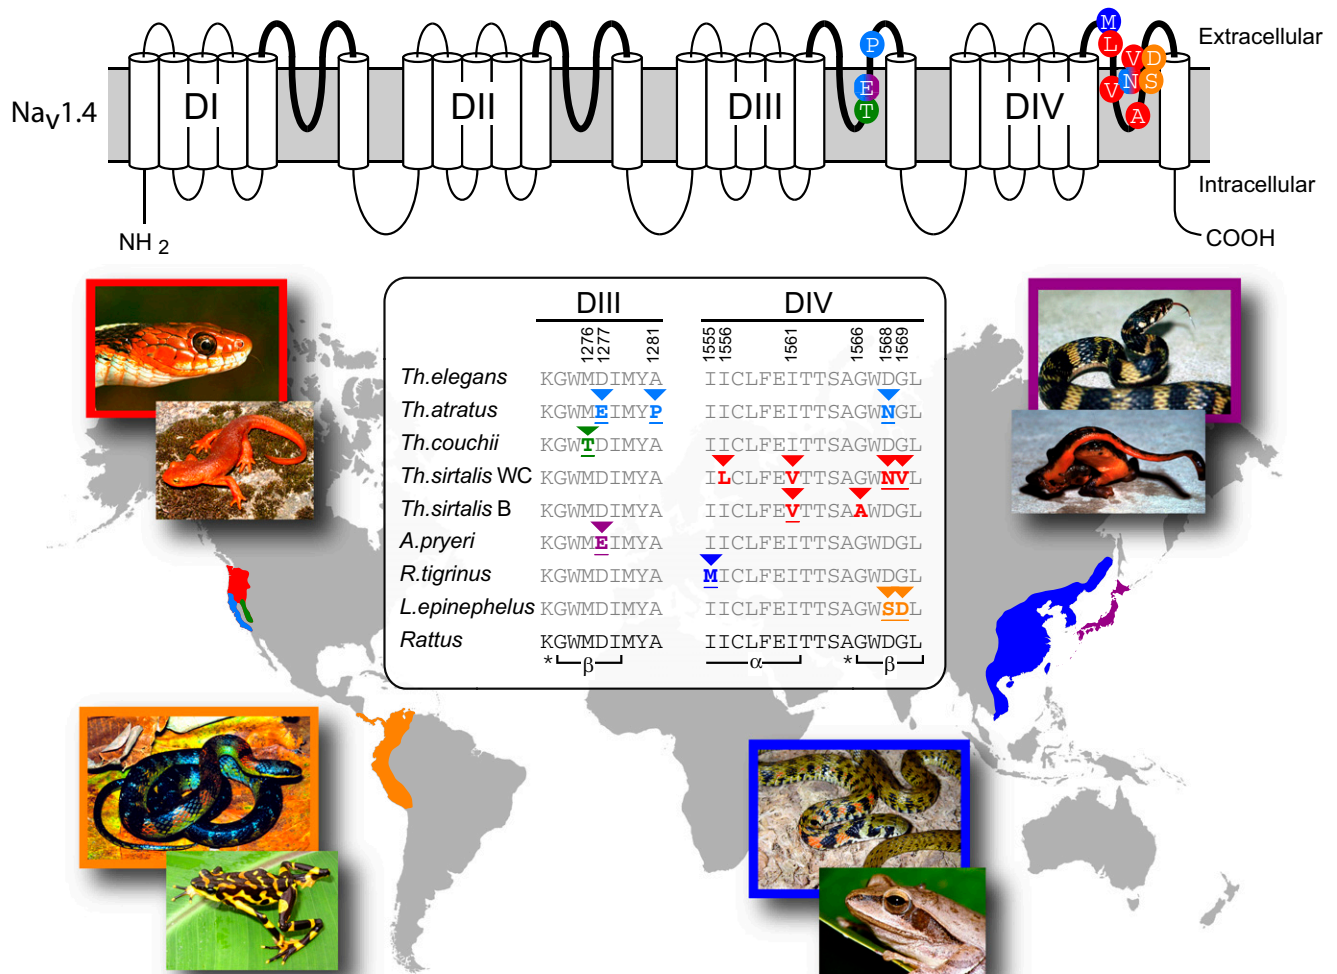 Extracellular
Na v 1.4
DI
DII
DIII
DIV
P
E
T
M
L
V
D
V
N
S
A
Intracellular
NH 2
COOH
DIII
DIV
1276
1277
1281
1555
1556
1561
1566
1568
1569
Th.elegans KGWMDIMYA IICLFEITTSAGWDGL
Th.atratus KGWMEIMYP IICLFEITTSAGWNGL
Th.couchii KGWTDIMYA IICLFEITTSAGWDGL
Th.sirtalis WC KGWMDIMYA ILCLFEVTTSAGWNVL
Th.sirtalis B KGWMDIMYA IICLFEVTTSAAWDGL
A.pryeri KGWMEIMYA IICLFEITTSAGWDGL
R.tigrinus KGWMDIMYA MICLFEITTSAGWDGL
L.epinephelus KGWMDIMYA IICLFEITTSAGWSDL
Rattus KGWMDIMYA IICLFEITTSAGWDGL
* β α * β